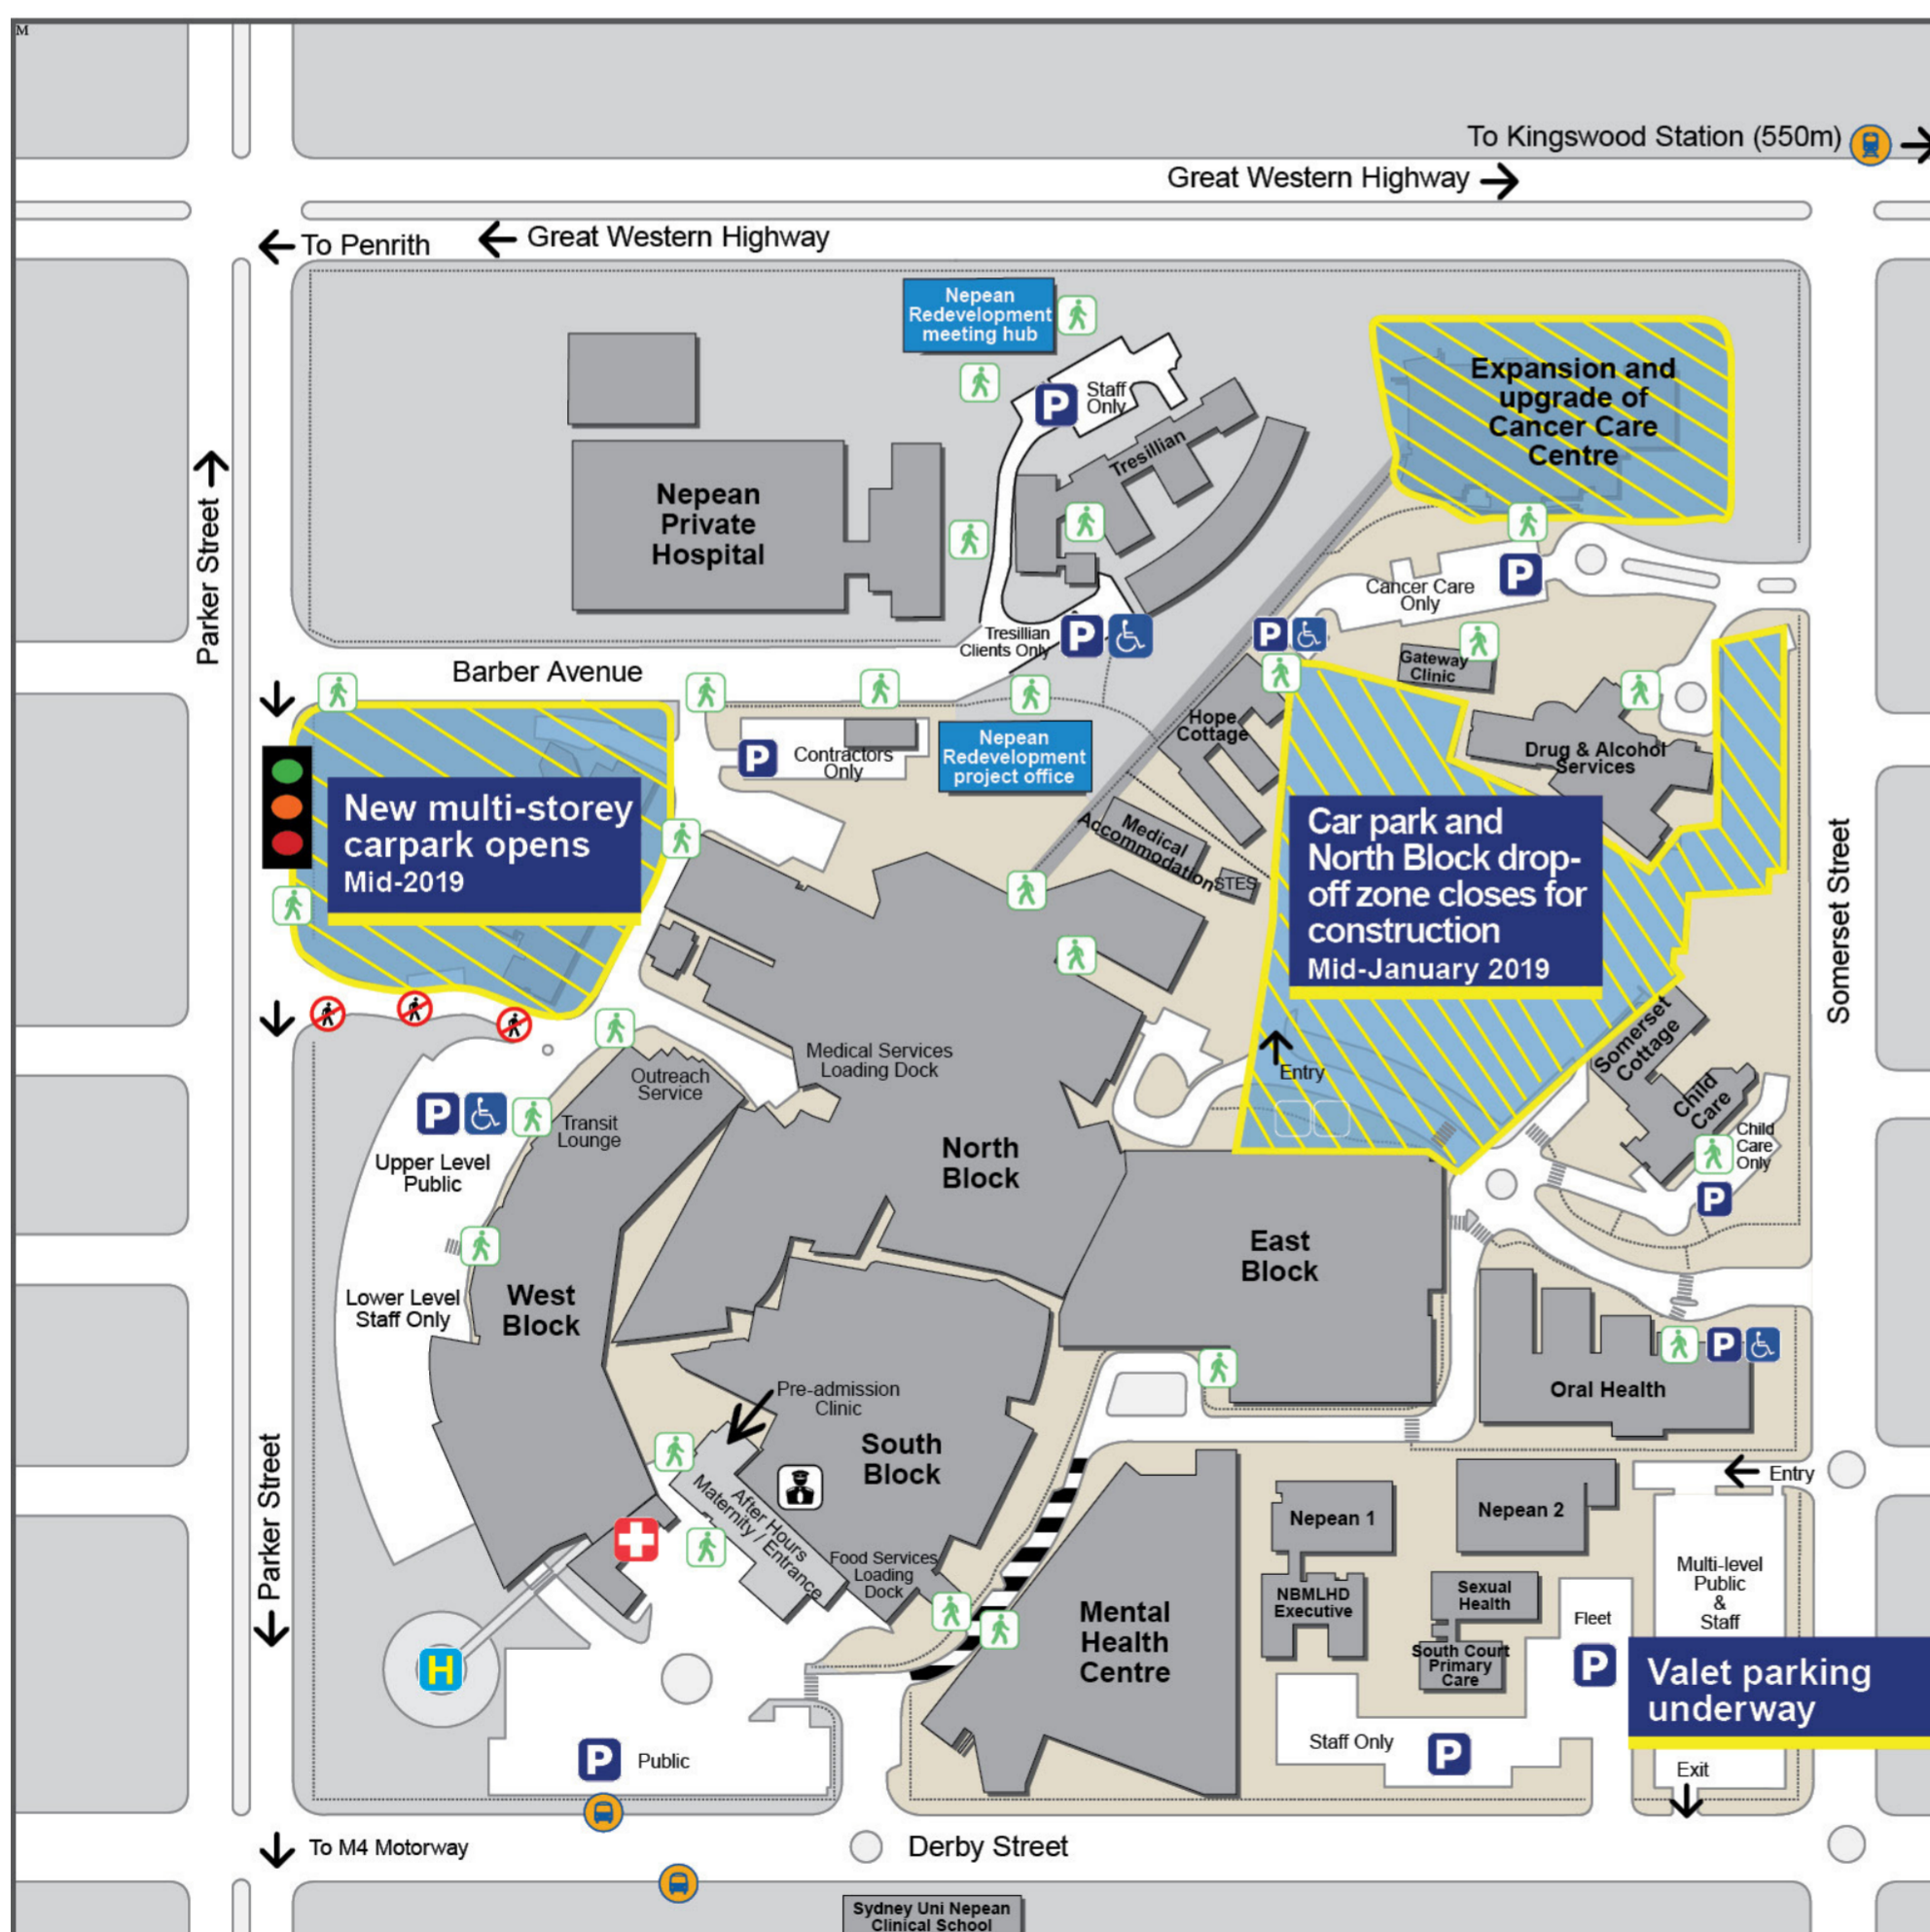 M
To Kingswood Station (550m)
Great Western Highway
To Penrith
Great Western Highway
Nepean
Redevelopment
meeting hub
Expansion and
upgrade of
Cancer Care
Centre
P
Staff
Only
Tresillian
Nepean
Private
Hospital
Parker Street
P
Cancer Care
Only
Tresillian
Clients Only
P
P
Barber Avenue
Gateway
Clinic
Hope
Cottage
P
Contractors
Only
Nepean
Redevelopment
project office
Drug & Alcohol
Services
New multi-storey
carpark opens
Mid-2019
Medical
Accommodation
STES
Car park and
North Block drop-
off zone closes for
construction
Mid-January 2019
Somerset Street
Somerset
Cottage
Entry
Medical Services
Loading Dock
Outreach
Service
Child
Care
P
Transit
Lounge
Child
Care
Only
P
Upper Level
Public
North
Block
East
Block
Lower Level
Staff Only
West
Block
P
Oral Health
Pre-admission
Clinic
South
Block
Parker Street
Entry
After Hours
Maternity / Entrance
Nepean 1
Nepean 2
Food Services
Loading
Dock
Multi-level
Public
&
Staff
Sexual
Health
NBMLHD
Executive
Fleet
P
Mental
Health
Centre
South Court
Primary
Care
H
Valet parking
underway
Staff Only
P
P
Public
Exit
To M4 Motorway
Derby Street
Sydney Uni Nepean
Clinical School